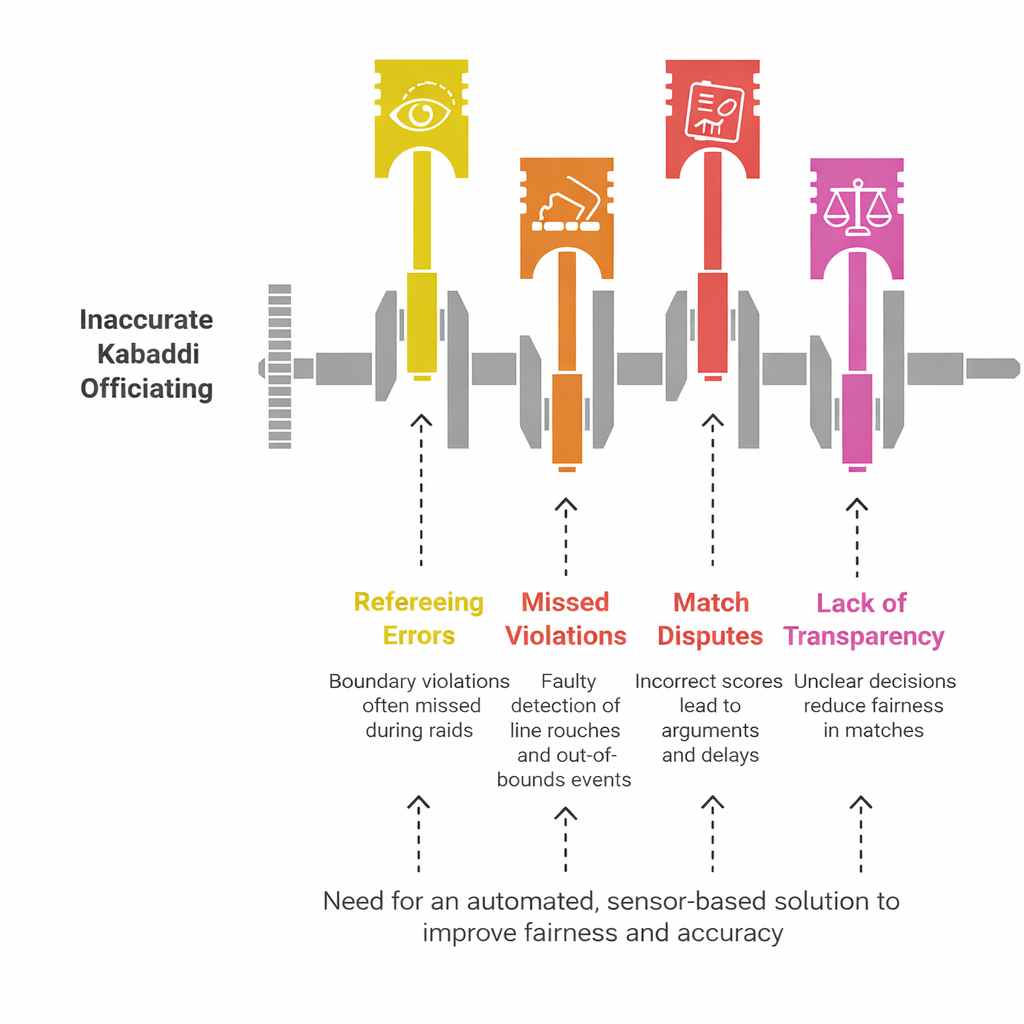 Inaccurate
Kabaddi
Officiating
Refereeing
Errors
Boundary violations
often missed
during raids
Missed
Violations
Faulty
detection of
line rouches
and out-of-
bounds events
Match
Disputes
Incorrect scores
lead to
arguments
and delays
Lack of
Transparency
Unclear decisions
reduce fairness
in matches
Need for an automated, sensor-based solution to
improve fairness and accuracy